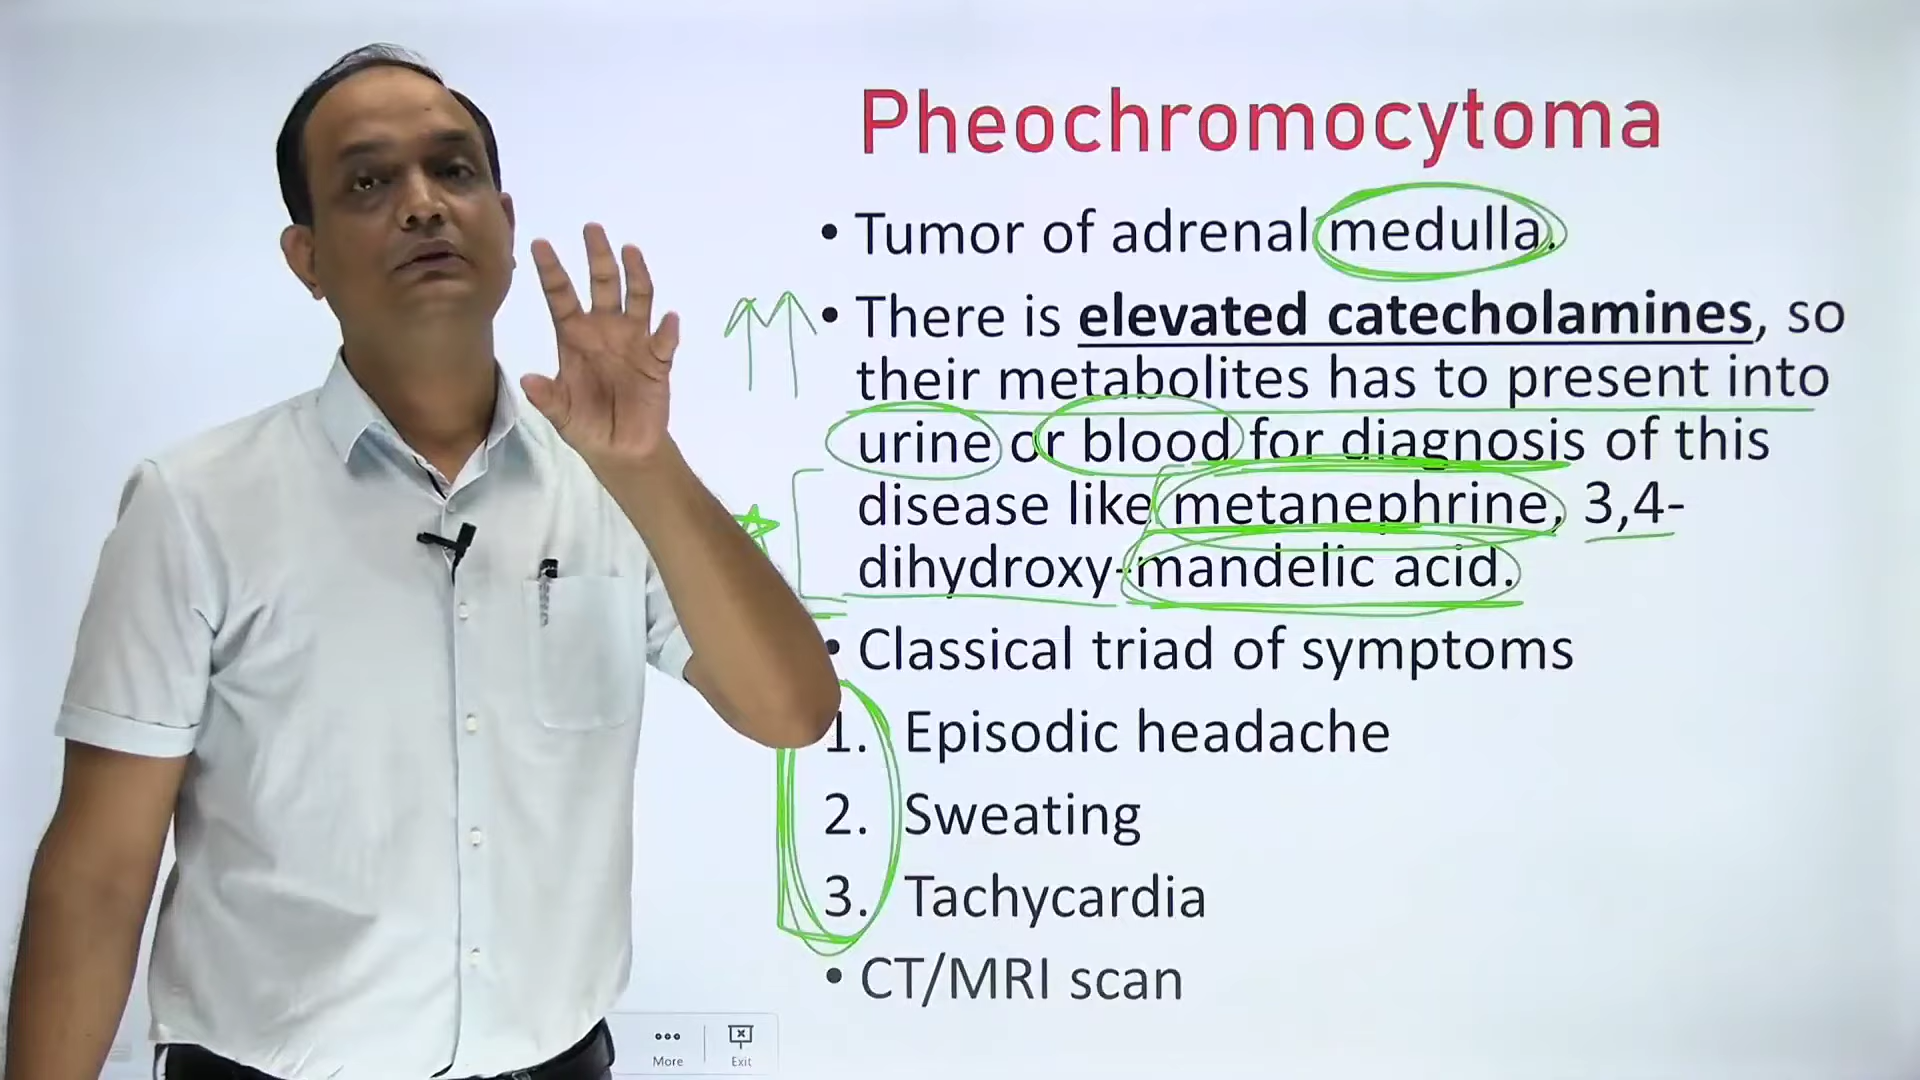 Pheochromocytoma
• Tumor of adrenal medulla.
• There is elevated catecholamines, so
their metabolites has to present into
urine or blood for diagnosis of this
disease like metanephrine, 3,4-
dihydroxy-mandelic acid.
• Classical triad of symptoms
1. Episodic headache
2. Sweating
3. Tachycardia
• CT/MRI scan
More
Exit